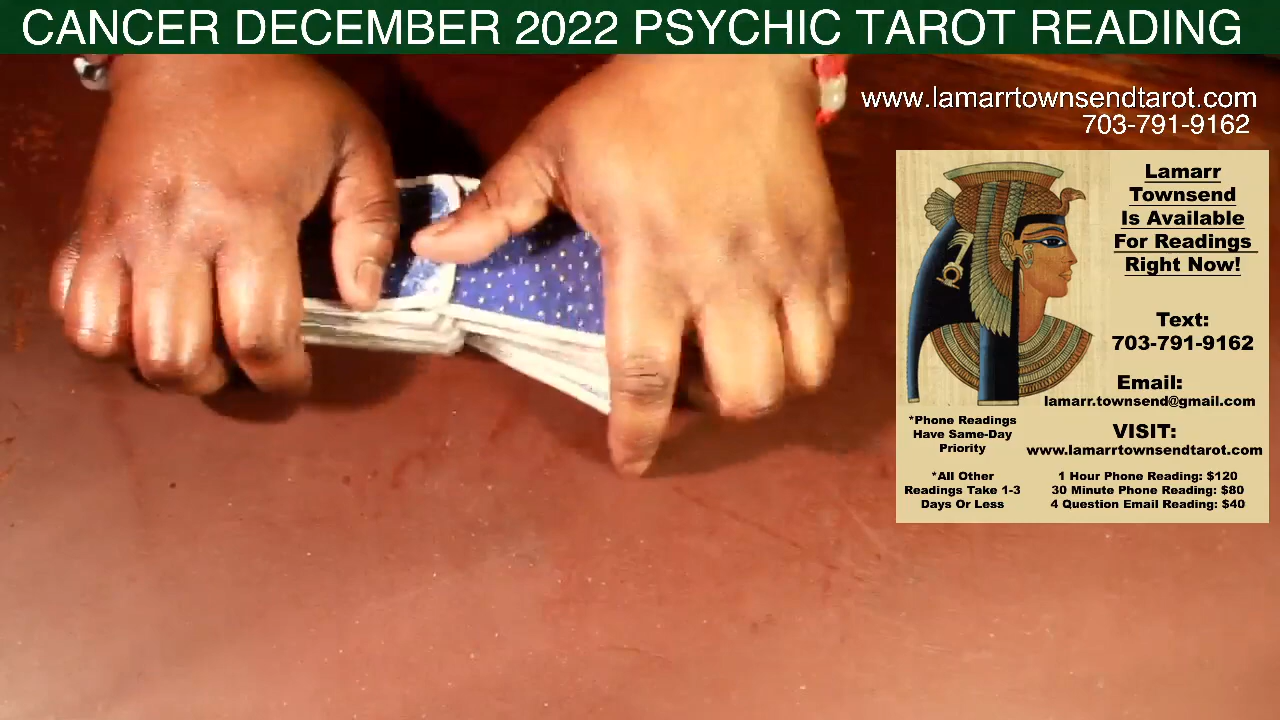 CANCER DECEMBER 2022 PSYCHIC TAROT READING
www.lamarrtownsendtarot.com
703-791-9162
Lamarr
Townsend
Is Available
For Readings
Right Now!
Text:
703-791-9162
Email:
lamarr.townsend@gmail.com
*Phone Readings
Have Same-Day
Priority
VISIT:
www.lamarrtownsendtarot.com
*All Other
Readings Take 1-3
Days Or Less
1 Hour Phone Reading: $120
30 Minute Phone Reading: $80
4 Question Email Reading: $40